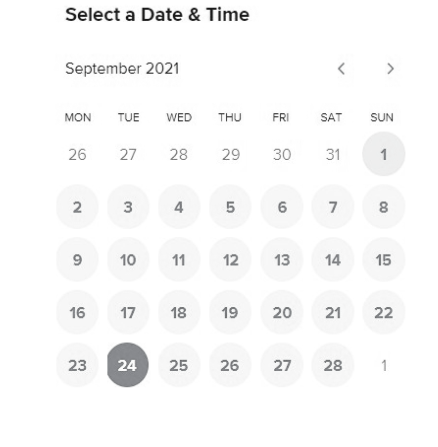 Select a Date & Time
September 2021
MON TUE WED THU FRI SAT SUN
26 27 28 29 30 31 1
2 3 4 5 6 7 8
9 10 11 12 13 14 15
16 17 18 19 20 21 22
23 24 25 26 27 28 1